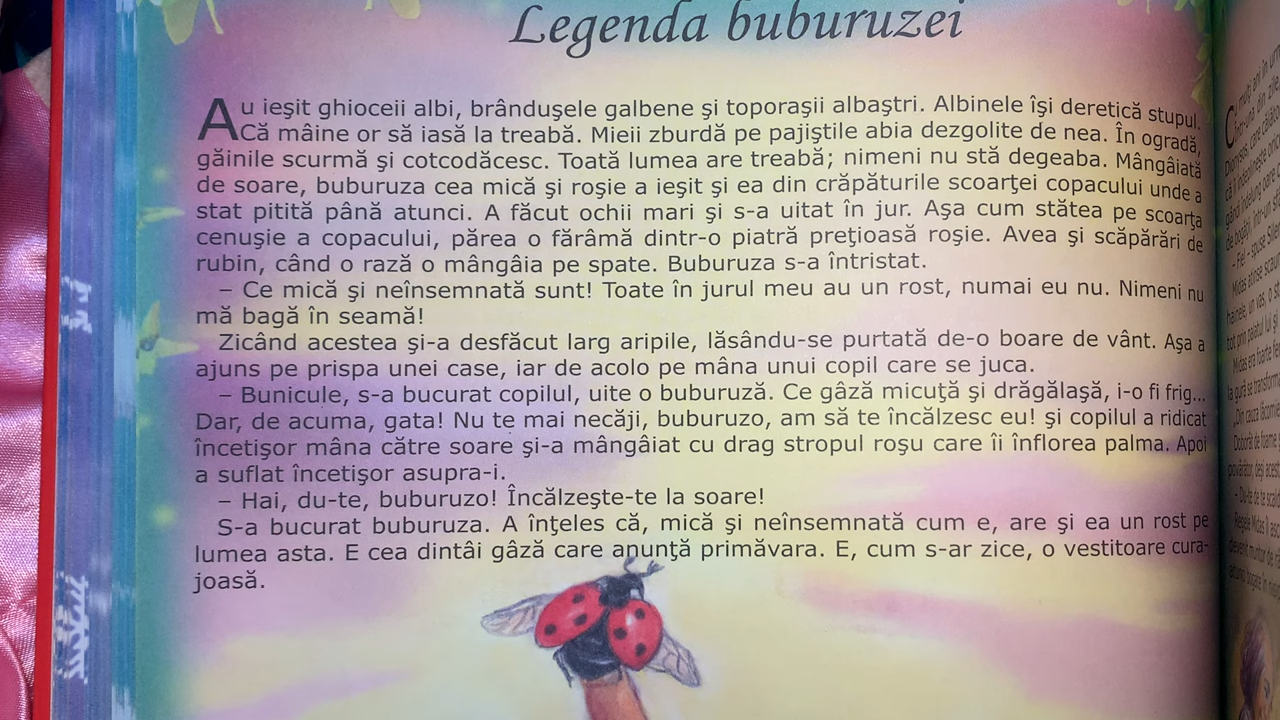 Legenda buburuzei
Au ieşit ghioceii albi, brânduşele galbene şi toporaşii albaştri. Albinele îşi deretică stupul.
Că mâine or să iasă la treabă. Mieii zburdă pe pajiştile abia dezgolite de nea. În ogradă,
găinile scurmă şi cotcodăcesc. Toată lumea are treabă; nimeni nu stă degeaba. Mângâiată
de soare, buburuza cea mică şi roşie a ieşit şi ea din crăpăturile scoarţei copacului unde a
stat pitită până atunci. A făcut ochii mari şi s-a uitat în jur. Aşa cum stătea pe scoarţa
cenuşie a copacului, părea o fărâmă dintr-o piatră preţioasă roşie. Avea şi scăpărări de
rubin, când o rază o mângâia pe spate. Buburuza s-a întristat.
– Ce mică şi neînsemnată sunt! Toate în jurul meu au un rost, numai eu nu. Nimeni nu
mă bagă în seamă!
Zicând acestea şi-a desfăcut larg aripile, lăsându-se purtată de-o boare de vânt. Aşa a
ajuns pe prispa unei case, iar de acolo pe mâna unui copil care se juca.
– Bunicule, s-a bucurat copilul, uite o buburuză. Ce gâză micuţă şi drăgălaşă, i-o fi frig...
Dar, de acuma, gata! Nu te mai necăji, buburuzo, am să te încălzesc eu! şi copilul a ridicat
încetişor mâna către soare şi-a mângâiat cu drag stropul roşu care îi înflorea palma. Apoi
a suflat încetişor asupra-i.
– Hai, du-te, buburuzo! Încălzeşte-te la soare!
S-a bucurat buburuza. A înţeles că, mică şi neînsemnată cum e, are şi ea un rost pe
lumea asta. E cea dintâi gâză care anunţă primăvara. E, cum s-ar zice, o vestitoare cura-
joasă.